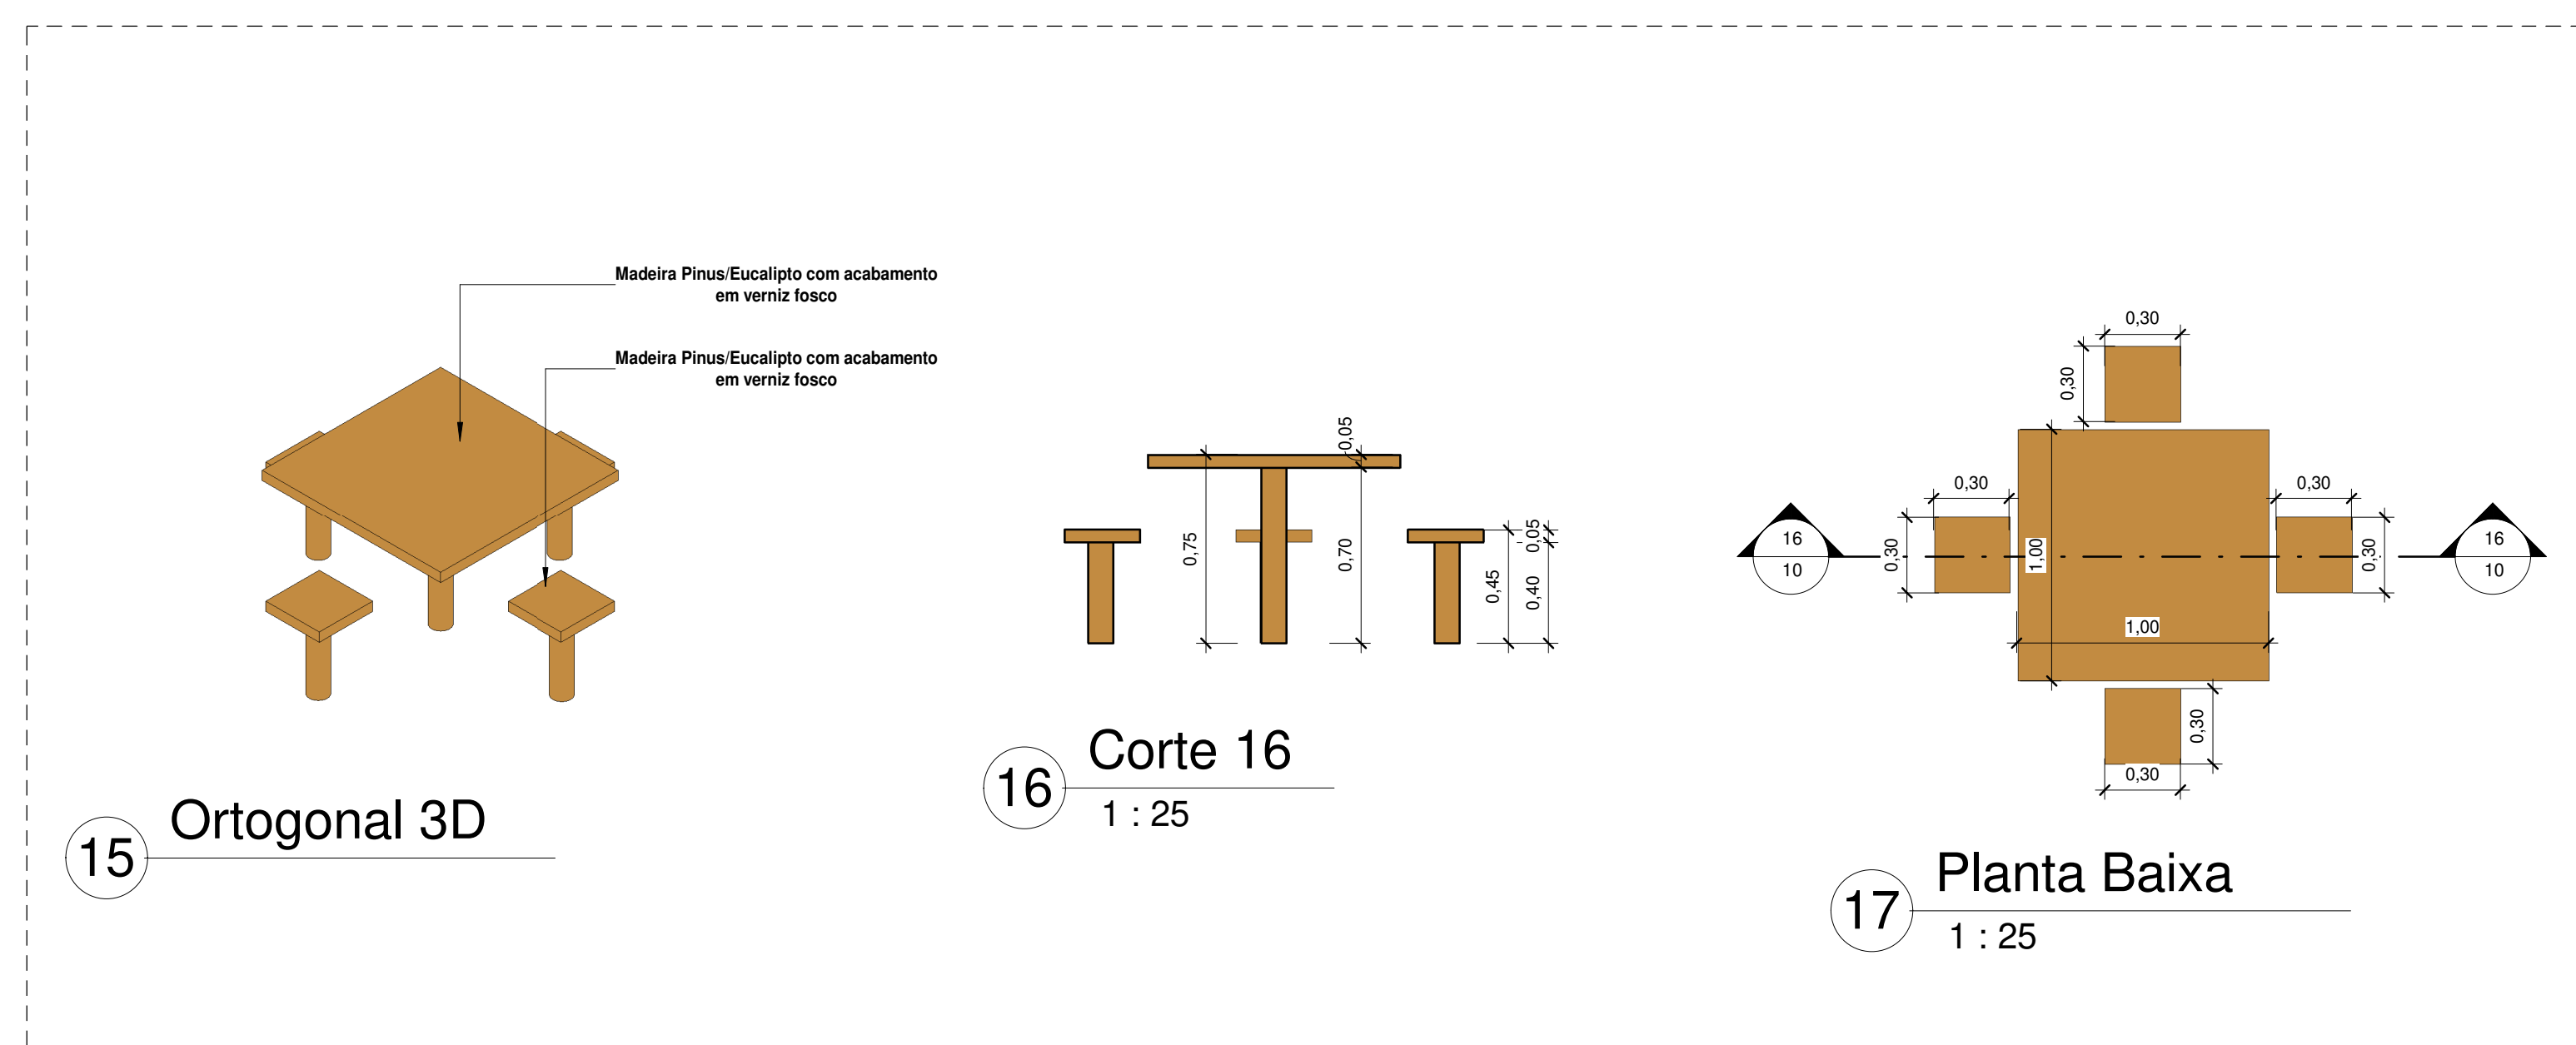 Madeira Pinus/Eucalipto com acabamento
em verniz fosco
Madeira Pinus/Eucalipto com acabamento
em verniz fosco
15
Ortogonal 3D
0,75
0,05
0,70
0,45
0,05
0,40
16
Corte 16
1 : 25
0,30
0,30
0,30
0,30
0,30
0,30
1,00
1,00
0,30
0,30
16
10
16
10
17
Planta Baixa
1 : 25